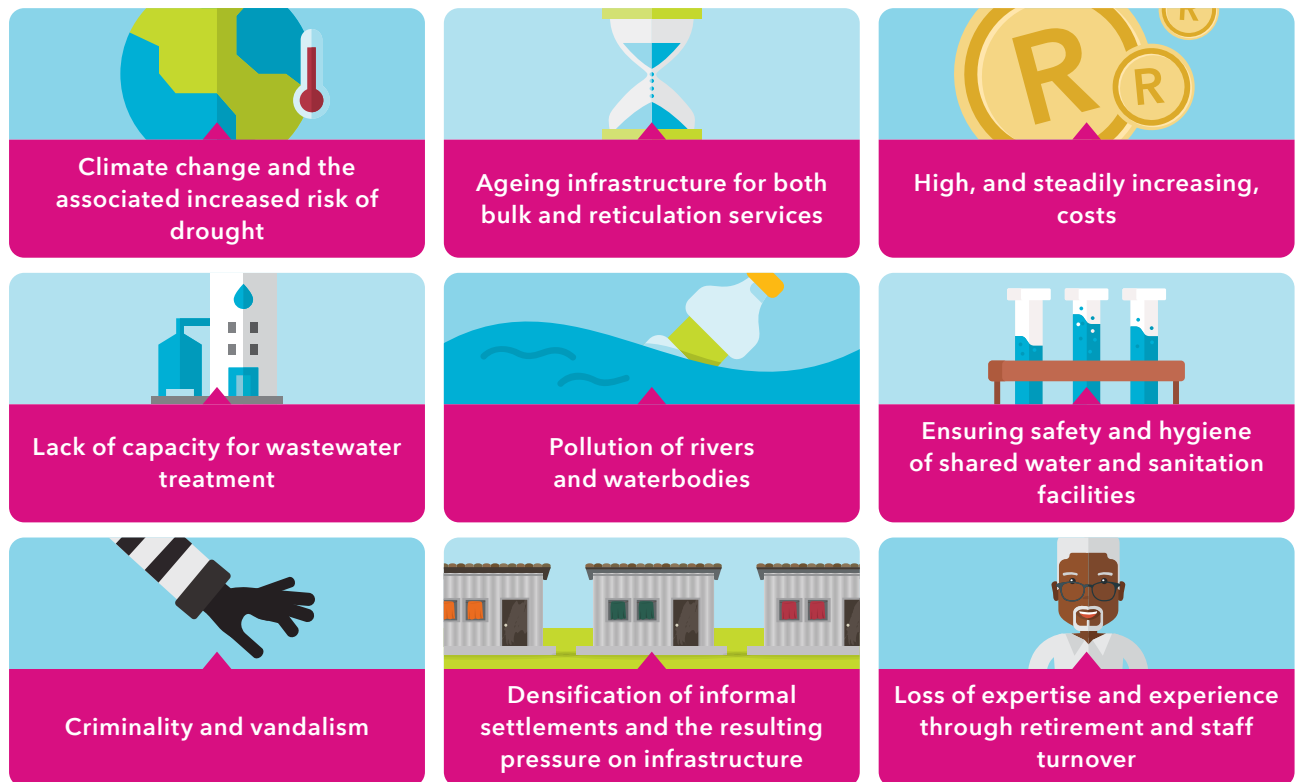 R
R
R
Climate change and the
associated increased risk of
drought
Ageing infrastructure for both
bulk and reticulation services
High, and steadily increasing,
costs
Lack of capacity for wastewater
treatment
Pollution of rivers
and waterbodies
Ensuring safety and hygiene
of shared water and sanitation
facilities
Criminality and vandalism
Densification of informal
settlements and the resulting
pressure on infrastructure
Loss of expertise and experience
through retirement and staff
turnover